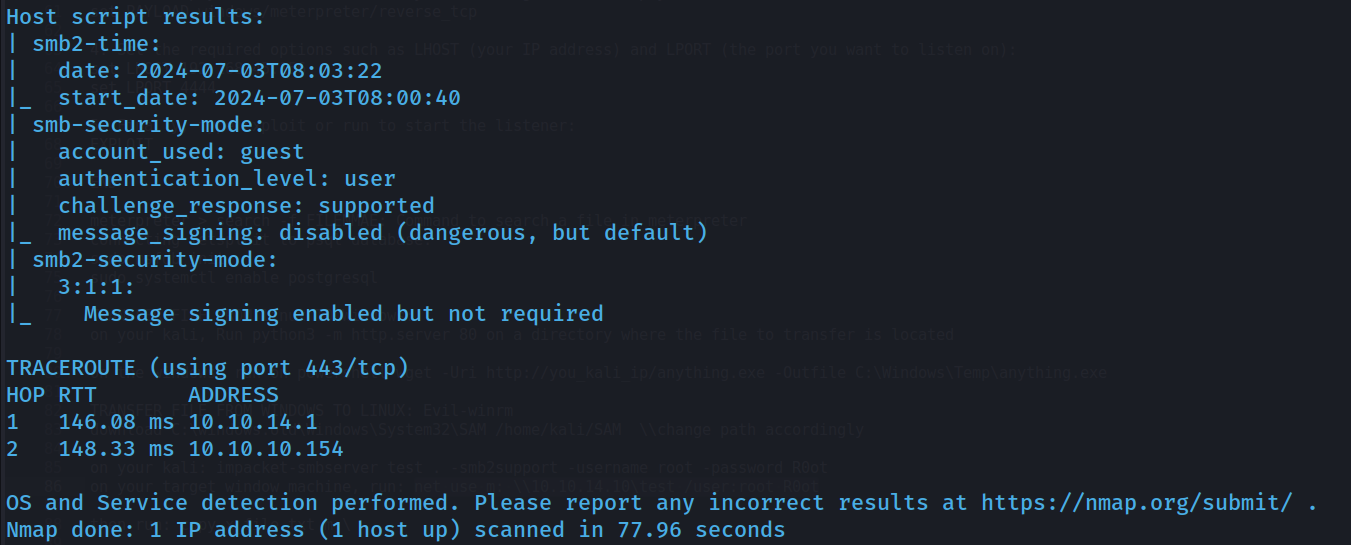 Host script results:
| smb2-time:
|   date: 2024-07-03T08:03:22
|_  start_date: 2024-07-03T08:00:40
| smb-security-mode:
|   account_used: guest
|   authentication_level: user
|   challenge_response: supported
|_  message_signing: disabled (dangerous, but default)
| smb2-security-mode:
|   3:1:1:
|_    Message signing enabled but not required
TRACEROUTE (using port 443/tcp)
HOP RTT       ADDRESS
1   146.08 ms 10.10.14.1
2   148.33 ms 10.10.10.154
OS and Service detection performed. Please report any incorrect results at https://nmap.org/submit/ .
Nmap done: 1 IP address (1 host up) scanned in 77.96 seconds